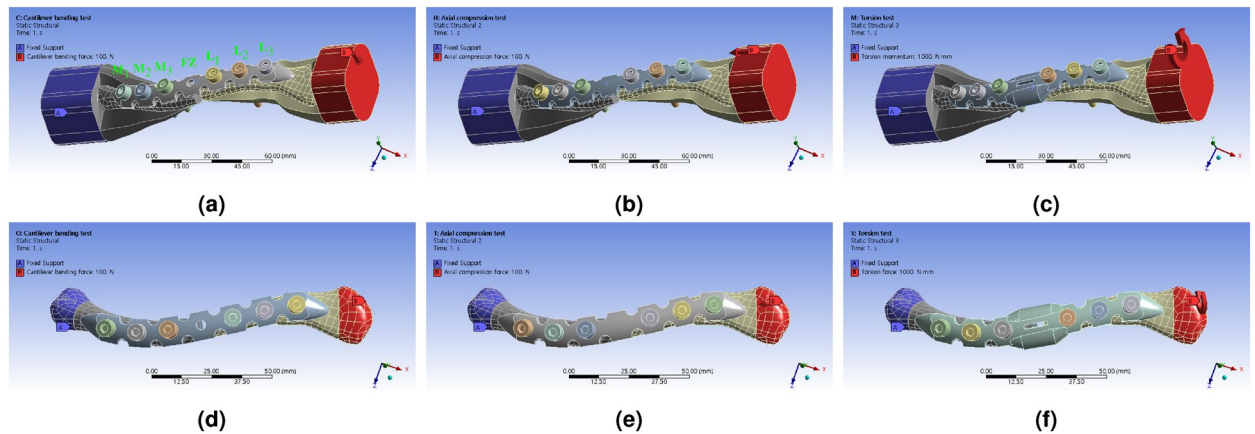 C: Cantilever bending test
Static Structural
Time: 1. s
A Fixed Support
B Cantilever bending force: 100. N
M1 M2 M3 FZ L1 L2 L3
A
B
0.00 30.00 60.00 (mm)
15.00 45.00
Y
X
Z
(a)
H: Axial compression test
Static Structural 2
Time: 1. s
A Fixed Support
B Axial compression force: 100. N
A
B
0.00 30.00 60.00 (mm)
15.00 45.00
Y
X
Z
(b)
M: Torsion test
Static Structural 3
Time: 1. s
A Fixed Support
B Torsion momentum: 1000. N mm
A
B
0.00 30.00 60.00 (mm)
15.00 45.00
Y
X
Z
(c)
O: Cantilever bending test
Static Structural
Time: 1. s
A Fixed Support
B Cantilever bending force: 100. N
A
B
0.00 25.00 50.00 (mm)
12.50 37.50
Y
X
Z
(d)
T: Axial compression test
Static Structural 2
Time: 1. s
A Fixed Support
B Axial compression force: 100. N
A
0.00 25.00 50.00 (mm)
12.50 37.50
Y
X
Z
(e)
Y: Torsion test
Static Structural 3
Time: 1. s
A Fixed Support
B Torsion force: 1000. N mm
A
0.00 25.00 50.00 (mm)
12.50 37.50
Y
X
Z
(f)